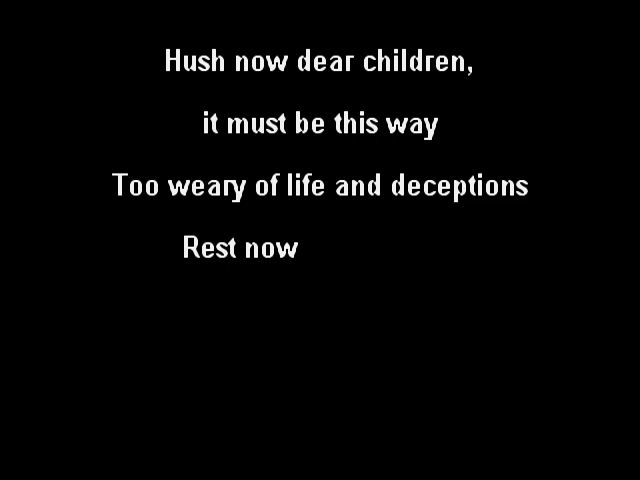 Hush now dear children,
it must be this way
Too weary of life and deceptions
Rest now